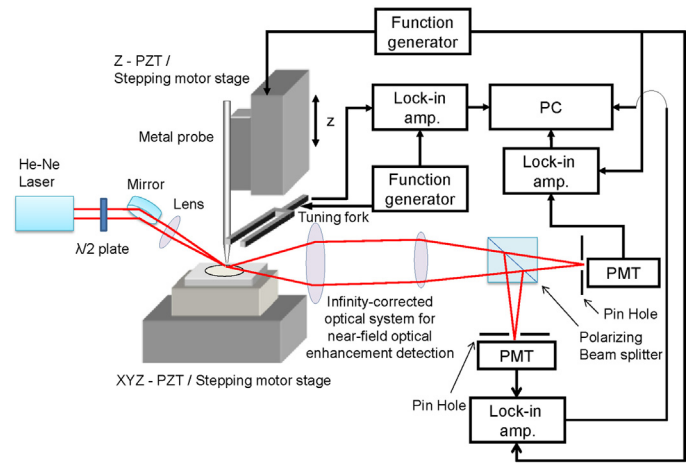 Function
generator
Z - PZT /
Stepping motor stage
Lock-in
amp.
PC
z
Metal probe
Lock-in
amp.
He-Ne
Laser
Mirror
Lens
Function
generator
Tuning fork
λ/2 plate
PMT
Pin Hole
Infinity-corrected
optical system for
near-field optical
enhancement detection
Polarizing
Beam splitter
PMT
XYZ - PZT / Stepping motor stage
Pin Hole
Lock-in
amp.